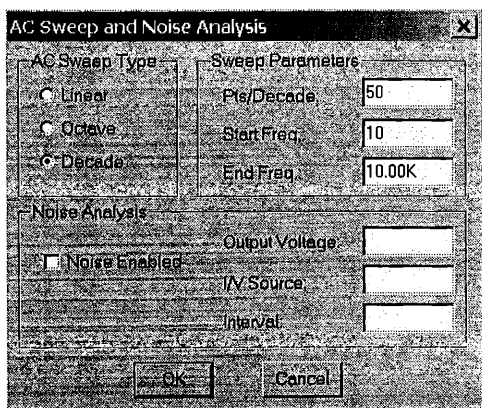 AC Sweep and Noise Analysis
AC Sweep Type
Linear
Octave
Decade
Sweep Parameters
Pts/Decade: 50
Start Freq.: 10
End Freq.: 10.00K
Noise Analysis
Noise Enabled
Output Voltage:
I/V Source:
Interval:
OK
Cancel